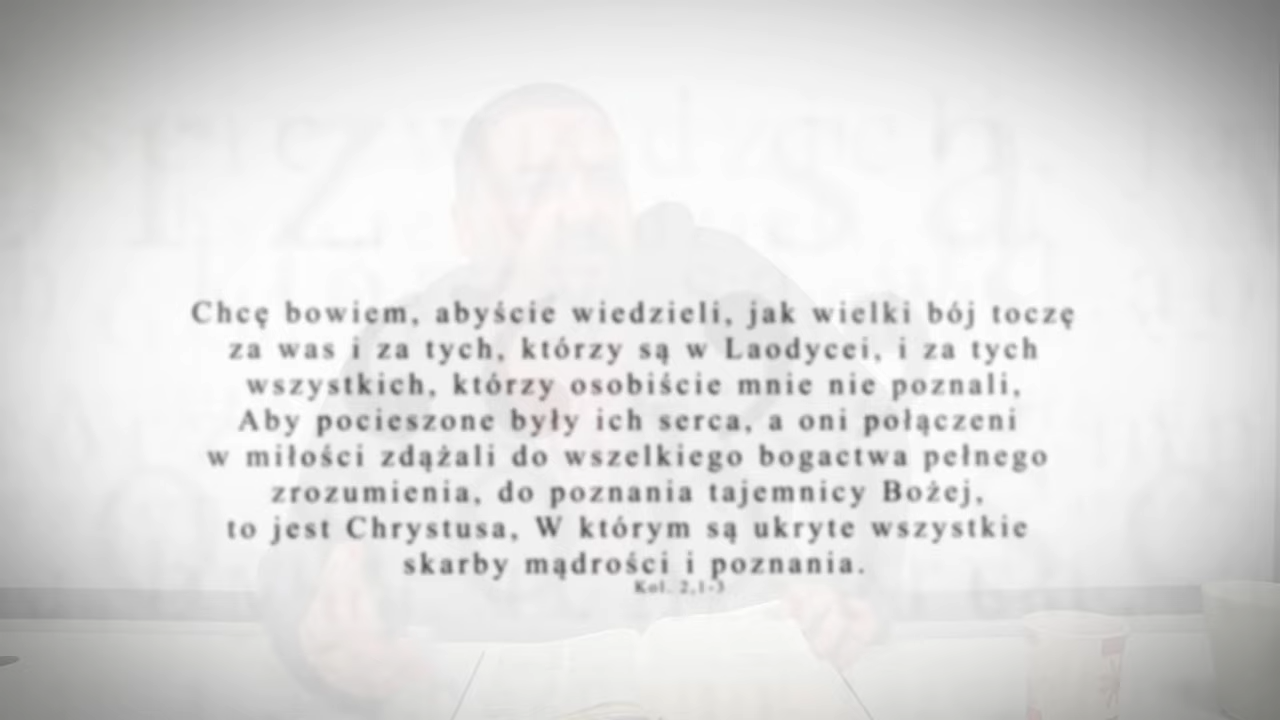 Chcę bowiem, abyście wiedzieli, jak wielki bój toczę
za was i za tych, którzy są w Laodycei, i za tych
wszystkich, którzy osobiście mnie nie poznali,
Aby pocieszone były ich serca, a oni połączeni
w miłości zdążali do wszelkiego bogactwa pełnego
zrozumienia, do poznania tajemnicy Bożej,
to jest Chrystusa, W którym są ukryte wszystkie
skarby mądrości i poznania.
Kol. 2,1-3